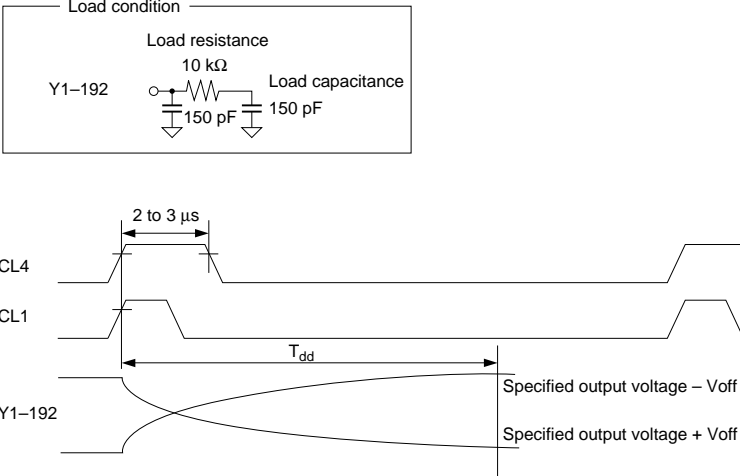 Load condition
Load resistance
10 kΩ
Load capacitance
Y1–192
150 pF
150 pF
2 to 3 μs
CL4
CL1
Tdd
Specified output voltage – Voff
Y1–192
Specified output voltage + Voff